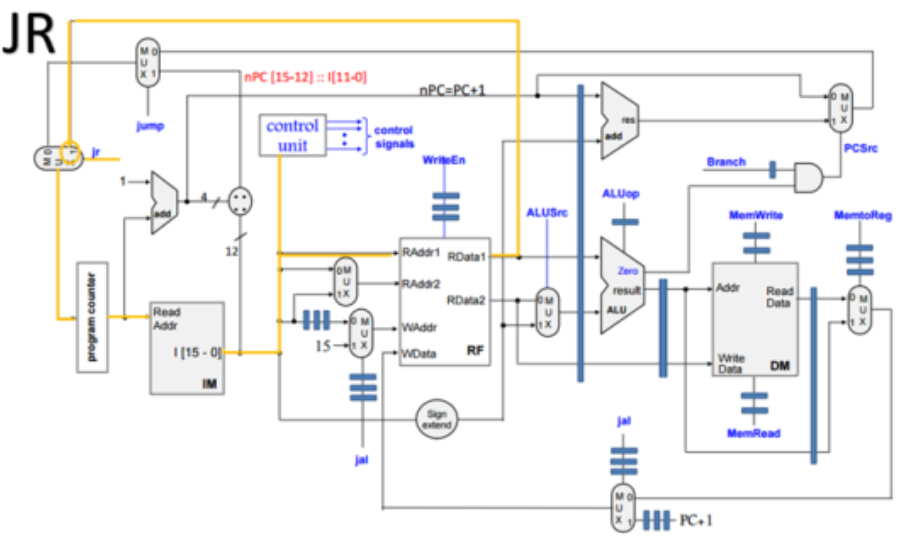 JR
M 0
U
X 1
nPC [15-12] :: I[11-0]
nPC=PC+1
jump
control
unit
control
signals
res
add
0 M
U
1 X
PCSrc
M 0
U
1
jr
WriteEn
Branch
1
4
add
ALUop
ALUSrc
MemWrite
MemtoReg
12
RAddr1
RData1
0 M
U
1 X
RAddr2
Zero
result
ALU
Addr
Read
Data
program counter
Read
Addr
I [15 - 0]
IM
RData2
0 M
U
1 X
0 M
U
1 X
15
WAddr
WData
RF
0 M
U
1 X
Write
Data
DM
Sign
extend
MemRead
jal
jal
M 0
U
X 1
PC+1